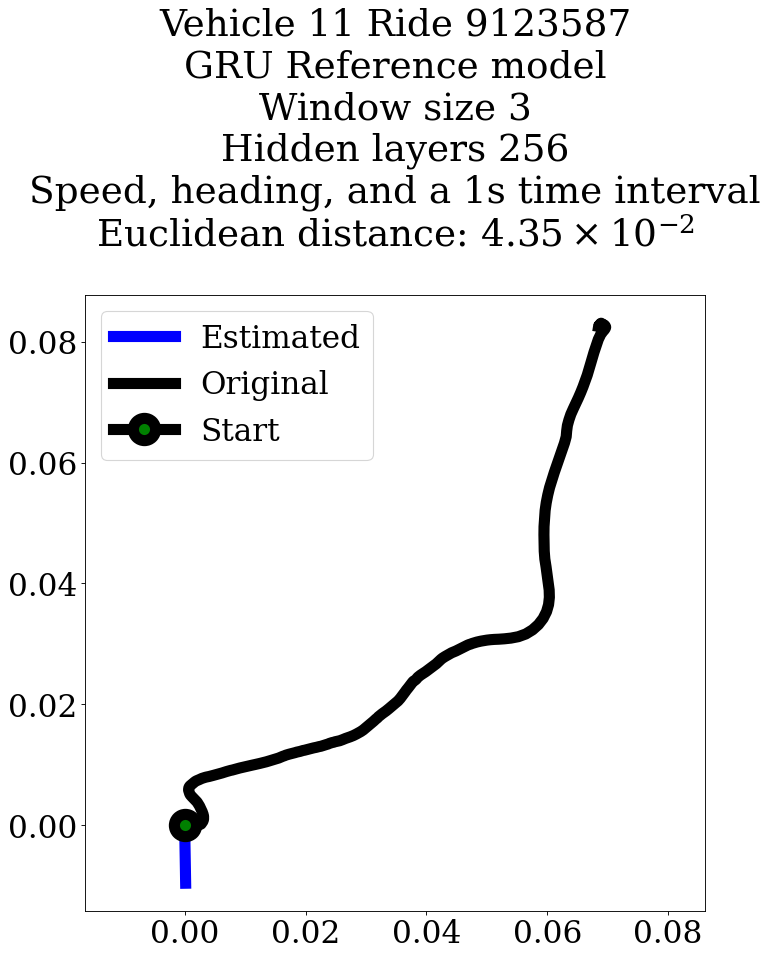 Vehicle 11 Ride 9123587
GRU Reference model
Window size 3
Hidden layers 256
Speed, heading, and a 1s time interval
Euclidean distance: 4.35 × 10⁻²
Estimated
Original
Start
0.08
0.06
0.04
0.02
0.00
0.00 0.02 0.04 0.06 0.08